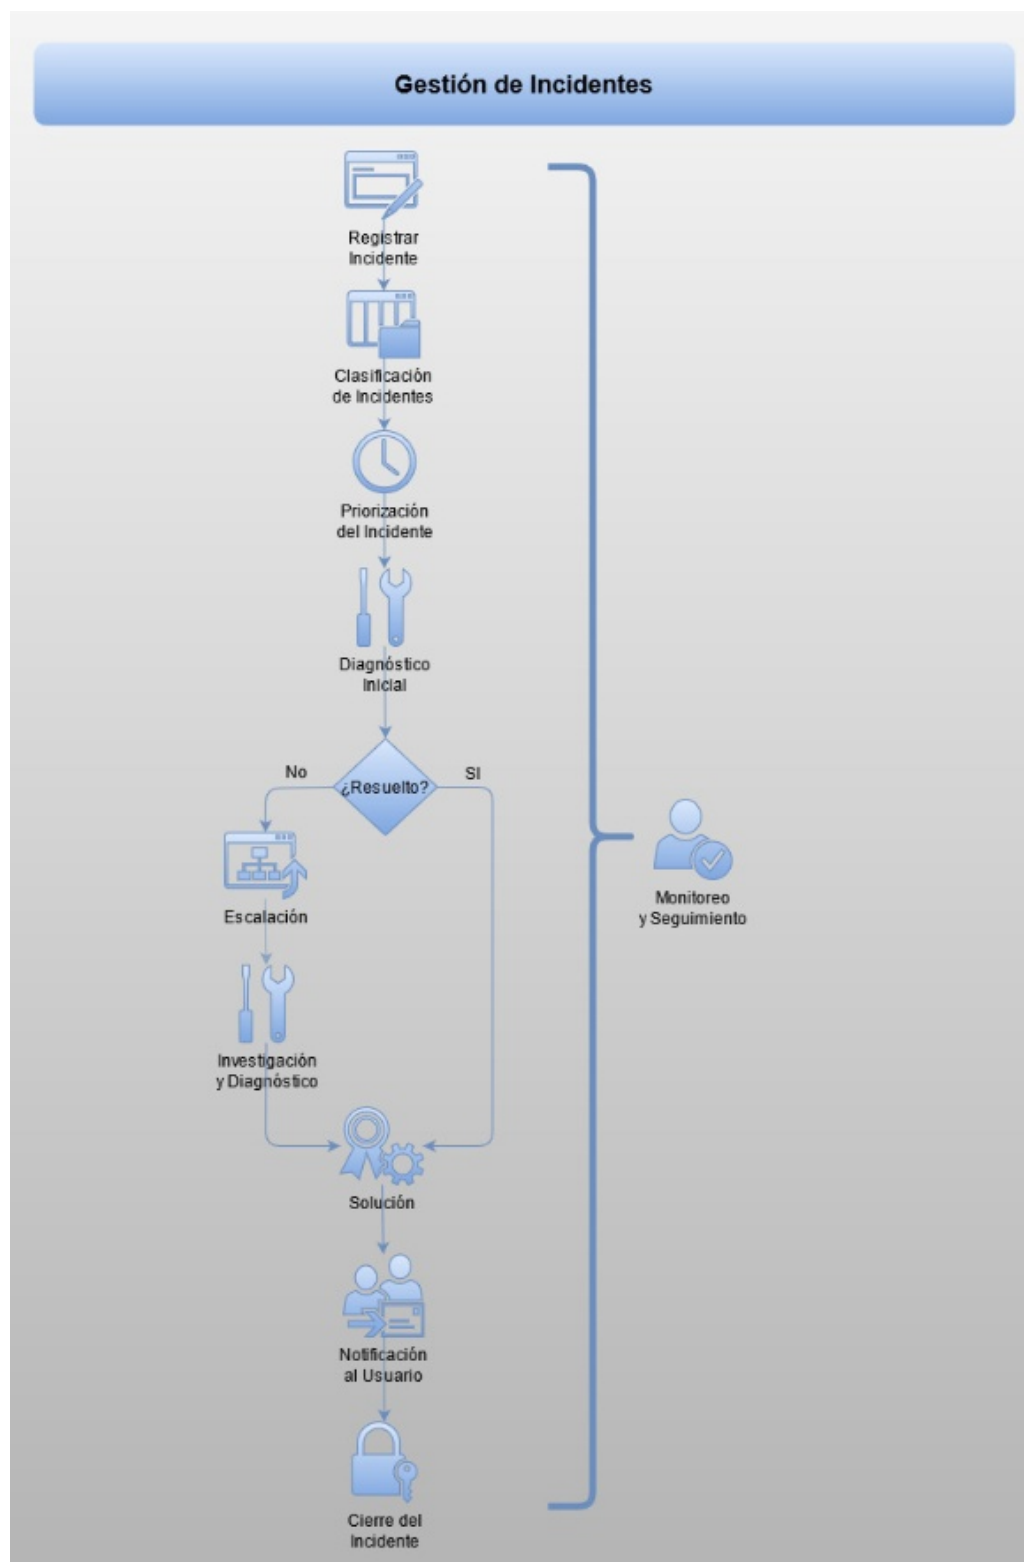 Gestión de Incidentes
Registrar
Incidente
Clasificación
de Incidentes
Priorización
del Incidente
Diagnóstico
Inicial
¿Resuelto?
No
SI
Escalación
Investigación
y Diagnóstico
Solución
Notificación
al Usuario
Cierre del
Incidente
Monitoreo
y Seguimiento